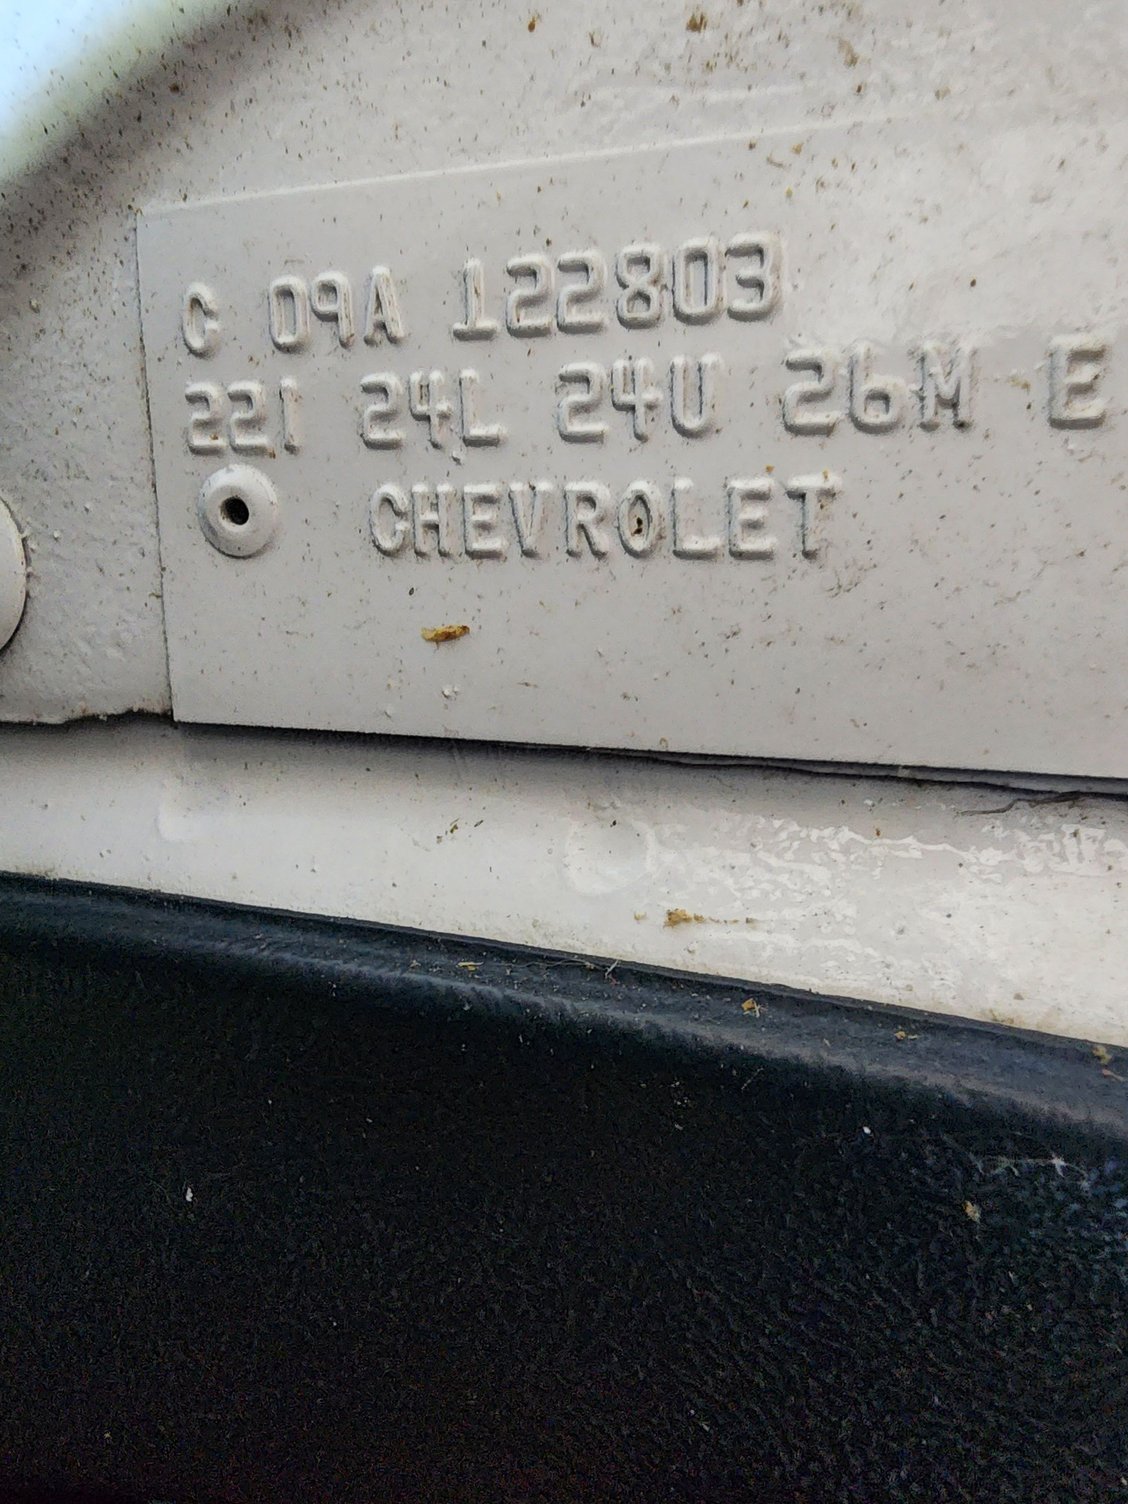 C 09A 122803
221 24L 24U 26M E
CHEVROLET